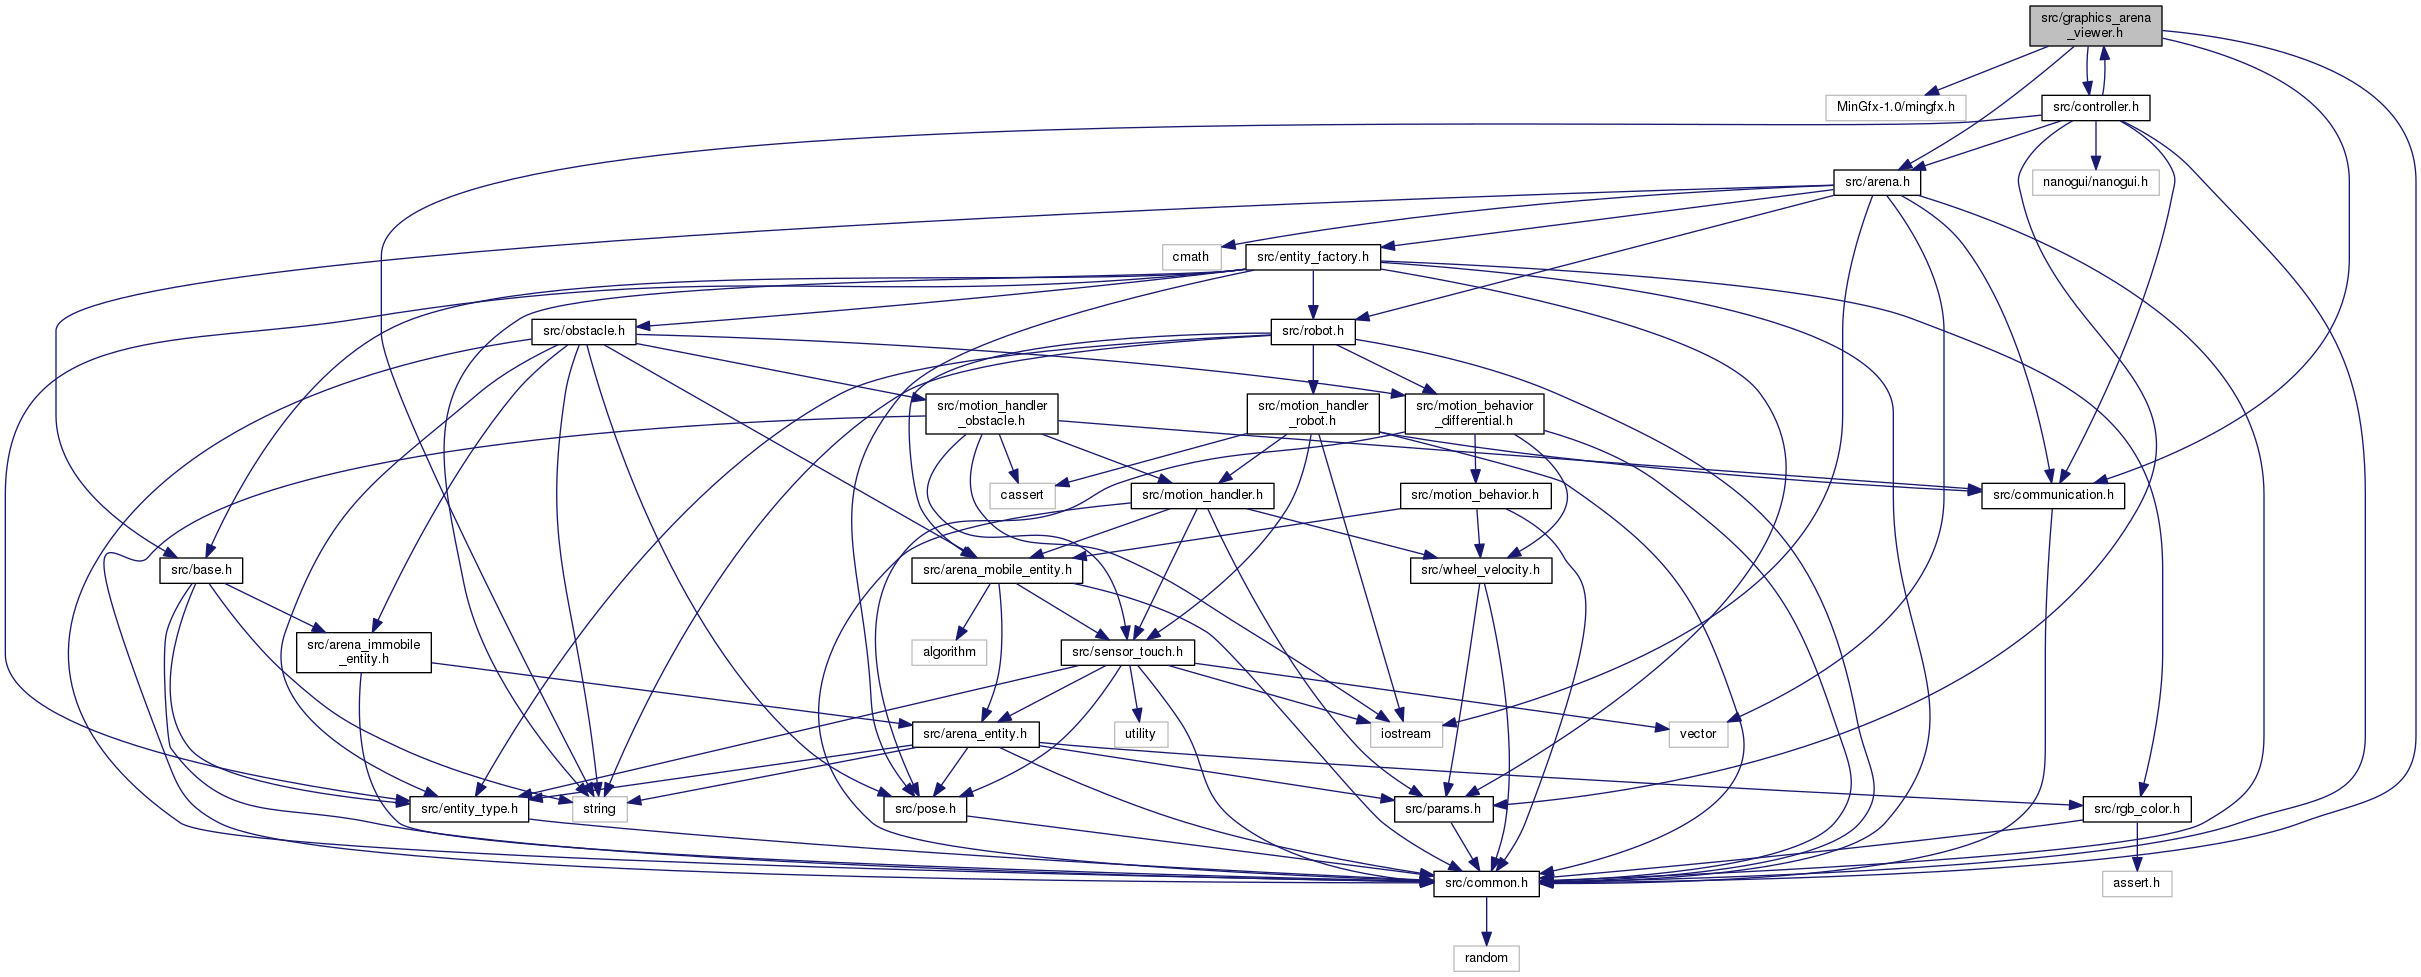 src/graphics_arena
_viewer.h
MinGfx-1.0/mingfx.h
src/controller.h
src/arena.h
nanogui/nanogui.h
cmath
src/entity_factory.h
src/obstacle.h
src/robot.h
src/motion_handler
_obstacle.h
src/motion_handler
_robot.h
src/motion_behavior
_differential.h
cassert
src/motion_handler.h
src/motion_behavior.h
src/communication.h
src/base.h
src/arena_mobile_entity.h
src/wheel_velocity.h
src/arena_immobile
_entity.h
algorithm
src/sensor_touch.h
src/arena_entity.h
utility
iostream
vector
src/entity_type.h
string
src/pose.h
src/params.h
src/rgb_color.h
src/common.h
assert.h
random